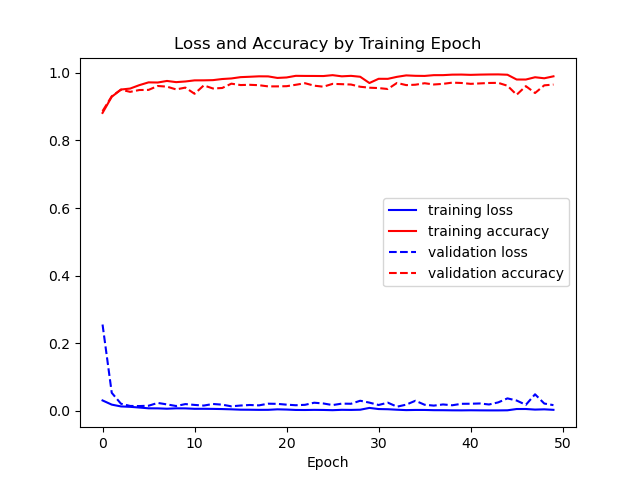 Loss and Accuracy by Training Epoch
1.0
0.8
0.6
0.4
0.2
0.0
training loss
training accuracy
validation loss
validation accuracy
0 10 20 30 40 50
Epoch